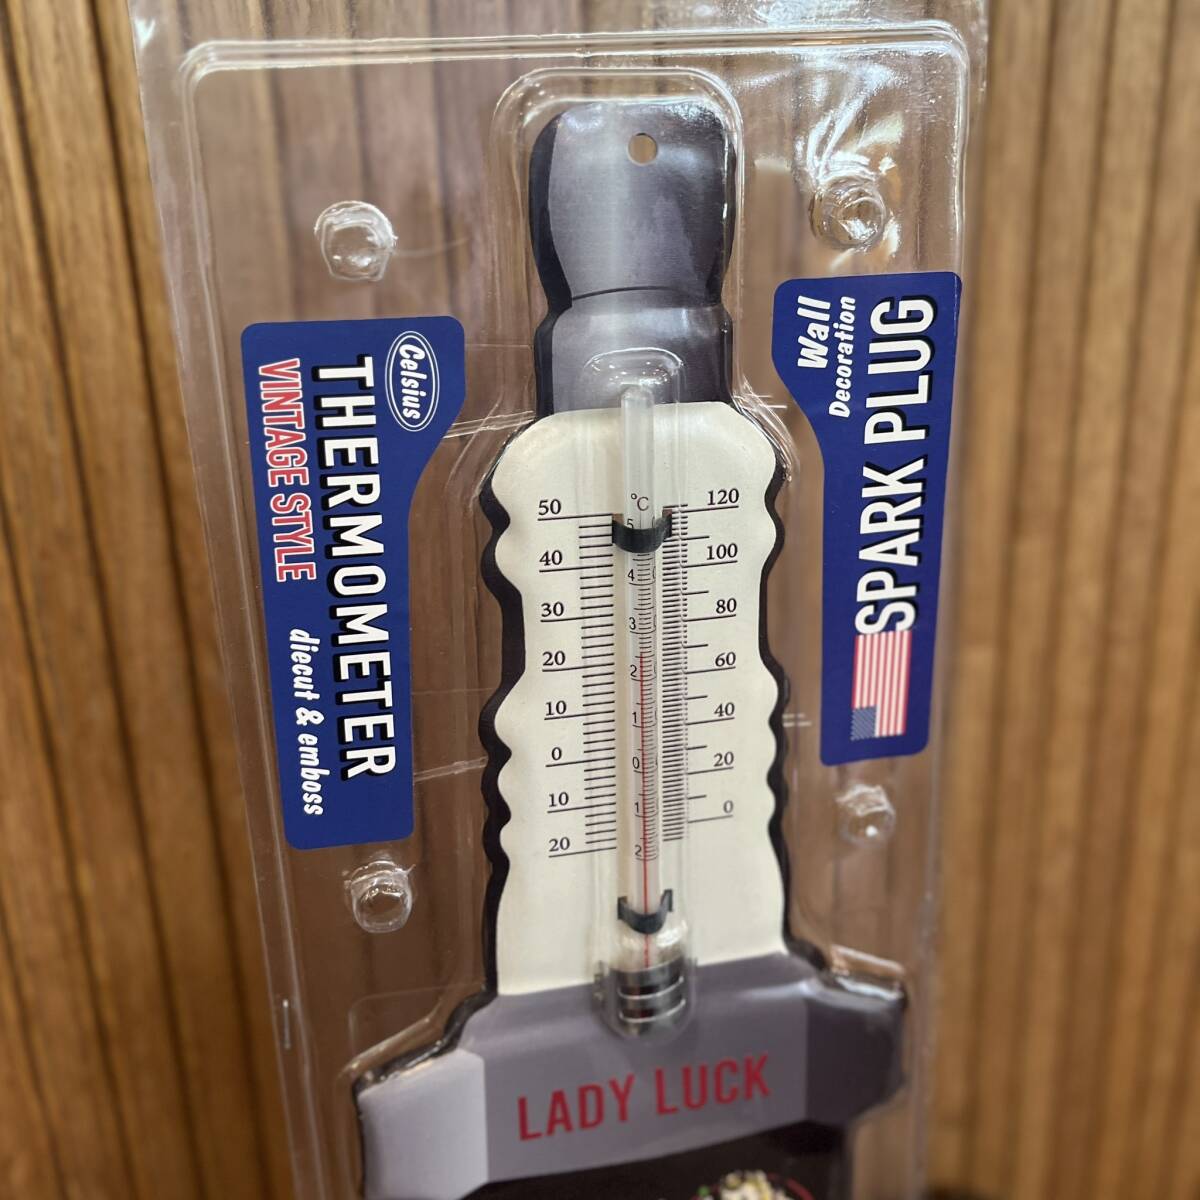 Celsius
THERMOMETER
VINTAGE STYLE
diecut & emboss
Wall
Decoration
SPARK PLUG
°C
50
40
30
20
10
0
10
20
120
100
80
60
40
20
0
LADY LUCK